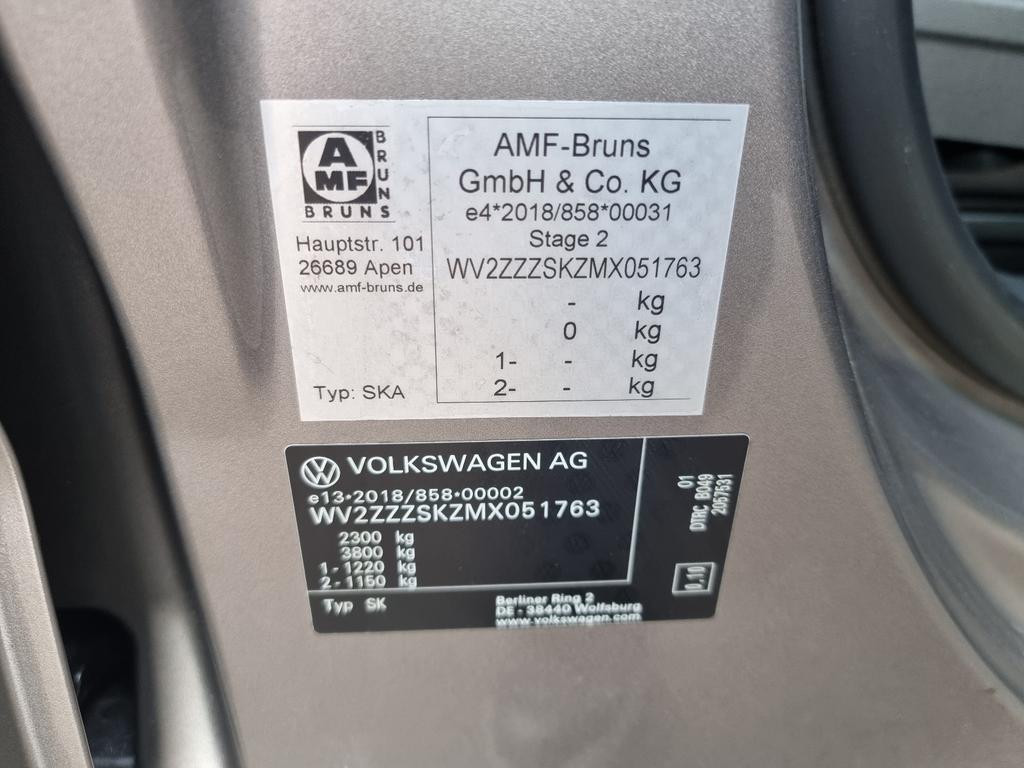 AMF
BRUNS
BRUNS
Hauptstr. 101
26689 Apen
www.amf-bruns.de
Typ: SKA
AMF-Bruns
GmbH & Co. KG
e4*2018/858*00031
Stage 2
WV2ZZZSKZMX051763
- kg
0 kg
1- - kg
2- - kg
VOLKSWAGEN AG
e13*2018/858*00002
WV2ZZZSKZMX051763
2300 kg
3800 kg
1 - 1220 kg
2 - 1150 kg
Typ SK
Berliner Ring 2
DE - 38440 Wolfsburg
www.volkswagen.com
01
DTRC B049
2057531
0.10